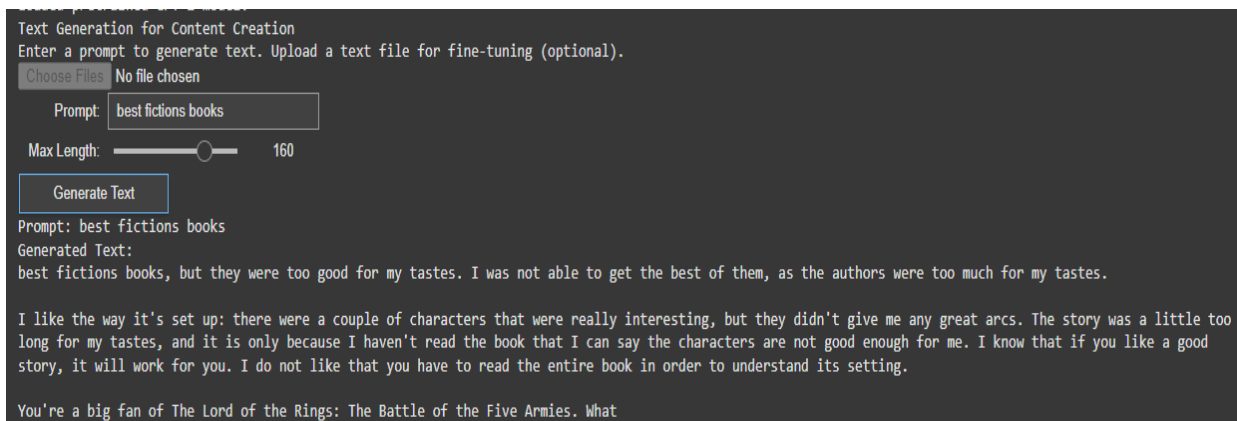 Text Generation for Content Creation
Enter a prompt to generate text. Upload a text file for fine-tuning (optional).
Choose Files No file chosen
Prompt: best fictions books
Max Length: 160
Generate Text
Prompt: best fictions books
Generated Text:
best fictions books, but they were too good for my tastes. I was not able to get the best of them, as the authors were too much for my tastes.
I like the way it's set up: there were a couple of characters that were really interesting, but they didn't give me any great arcs. The story was a little too
long for my tastes, and it is only because I haven't read the book that I can say the characters are not good enough for me. I know that if you like a good
story, it will work for you. I do not like that you have to read the entire book in order to understand its setting.
You're a big fan of The Lord of the Rings: The Battle of the Five Armies. What